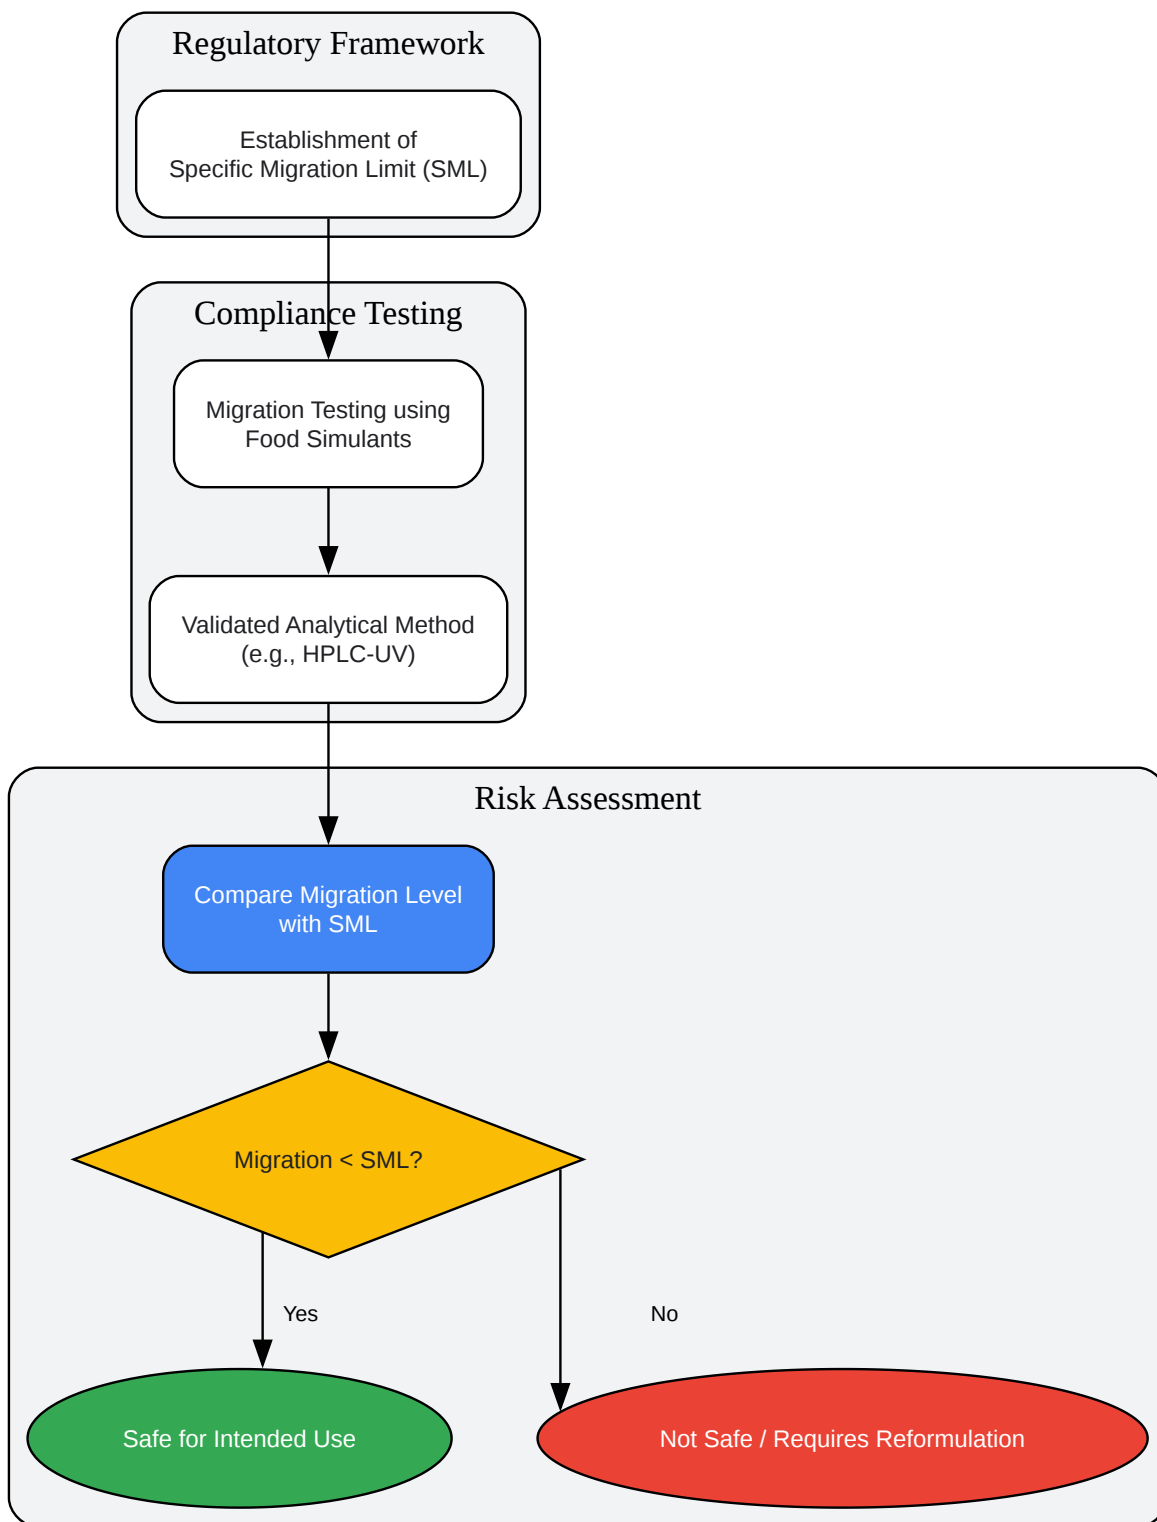 Regulatory Framework
Establishment of
Specific Migration Limit (SML)
Compliance Testing
Migration Testing using
Food Simulants
Validated Analytical Method
(e.g., HPLC-UV)
Risk Assessment
Compare Migration Level
with SML
Migration < SML?
Yes
No
Safe for Intended Use
Not Safe / Requires Reformulation